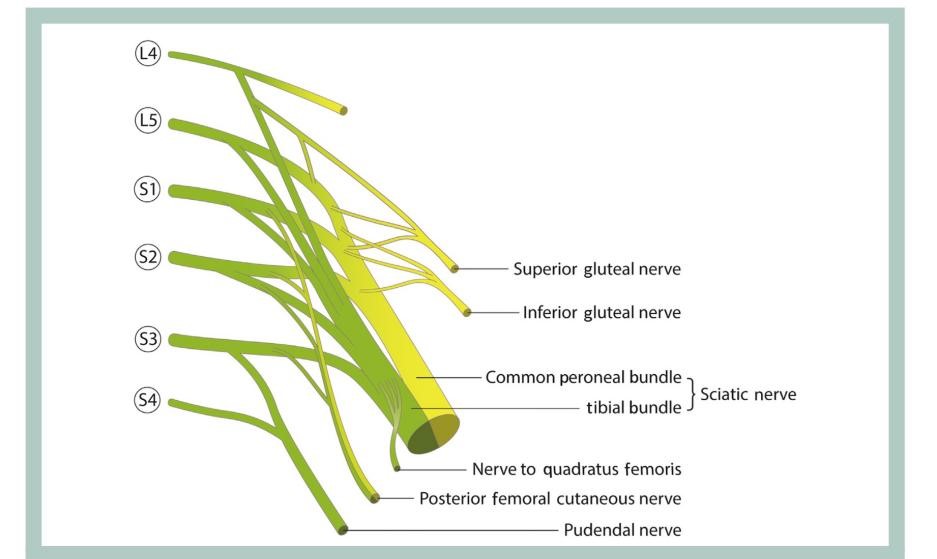 L4
L5
S1
S2
S3
S4
Superior gluteal nerve
Inferior gluteal nerve
Common peroneal bundle
tibial bundle
Sciatic nerve
Nerve to quadratus femoris
Posterior femoral cutaneous nerve
Pudendal nerve